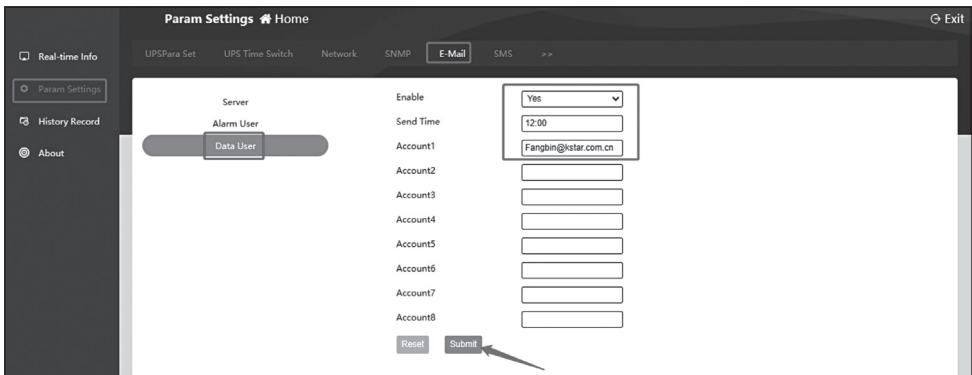 Param Settings Home
Exit
Real-time Info
Param Settings
History Record
About
UPSPara Set UPS Time Switch Network SNMP E-Mail SMS >>
Server
Alarm User
Data User
Enable Yes
Send Time 12:00
Account1 Fangbin@kstar.com.cn
Account2
Account3
Account4
Account5
Account6
Account7
Account8
Reset Submit